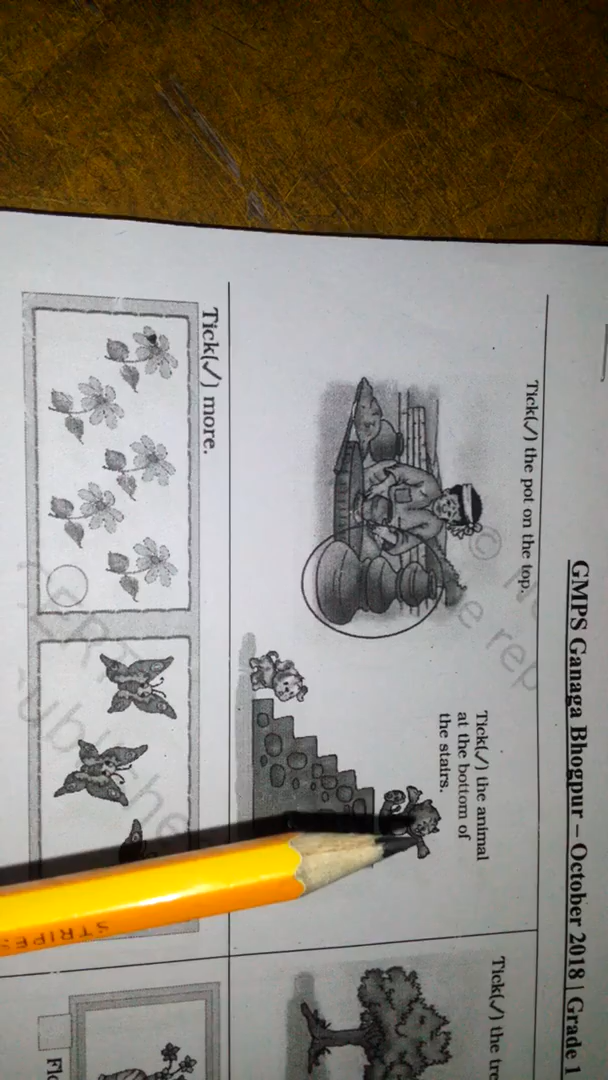 GMPS Ganaga Bhogpur – October 2018 | Grade 1
Tick(✓) the pot on the top.
Tick(✓) the animal
at the bottom of
the stairs.
Tick(✓) the
Tick(✓) more.
STRIPES